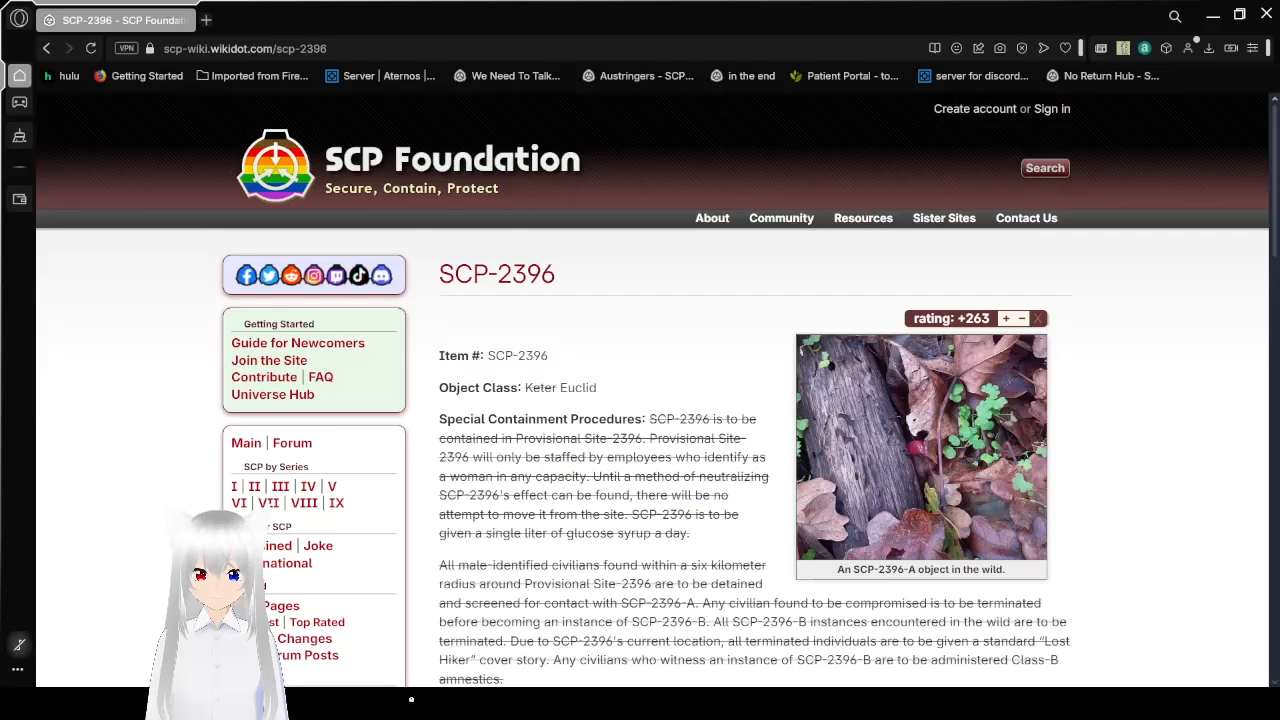 SCP-2396 - SCP Foundati
VPN scp-wiki.wikidot.com/scp-2396
hulu Getting Started Imported from Fire... Server | Aternos |... We Need To Talk... Austringers - SCP... in the end Patient Portal - to... server for discord... No Return Hub - S...
Create account or Sign in
SCP Foundation
Secure, Contain, Protect
Search
About Community Resources Sister Sites Contact Us
Getting Started
Guide for Newcomers
Join the Site
Contribute | FAQ
Universe Hub
Main | Forum
SCP by Series
I | II | III | IV | V
VI | VII | VIII | IX
SCP
ined | Joke
national
Pages
st | Top Rated
Changes
rum Posts
SCP-2396
rating: +263 + − X
Item #: SCP-2396
Object Class: Keter Euclid
Special Containment Procedures: SCP-2396 is to be
contained in Provisional Site-2396. Provisional Site-
2396 will only be staffed by employees who identify as
a woman in any capacity. Until a method of neutralizing
SCP-2396's effect can be found, there will be no
attempt to move it from the site. SCP-2396 is to be
given a single liter of glucose syrup a day.
An SCP-2396-A object in the wild.
All male-identified civilians found within a six kilometer
radius around Provisional Site-2396 are to be detained
and screened for contact with SCP-2396-A. Any civilian found to be compromised is to be terminated
before becoming an instance of SCP-2396-B. All SCP-2396-B instances encountered in the wild are to be
terminated. Due to SCP-2396's current location, all terminated individuals are to be given a standard “Lost
Hiker” cover story. Any civilians who witness an instance of SCP-2396-B are to be administered Class-B
amnestics.